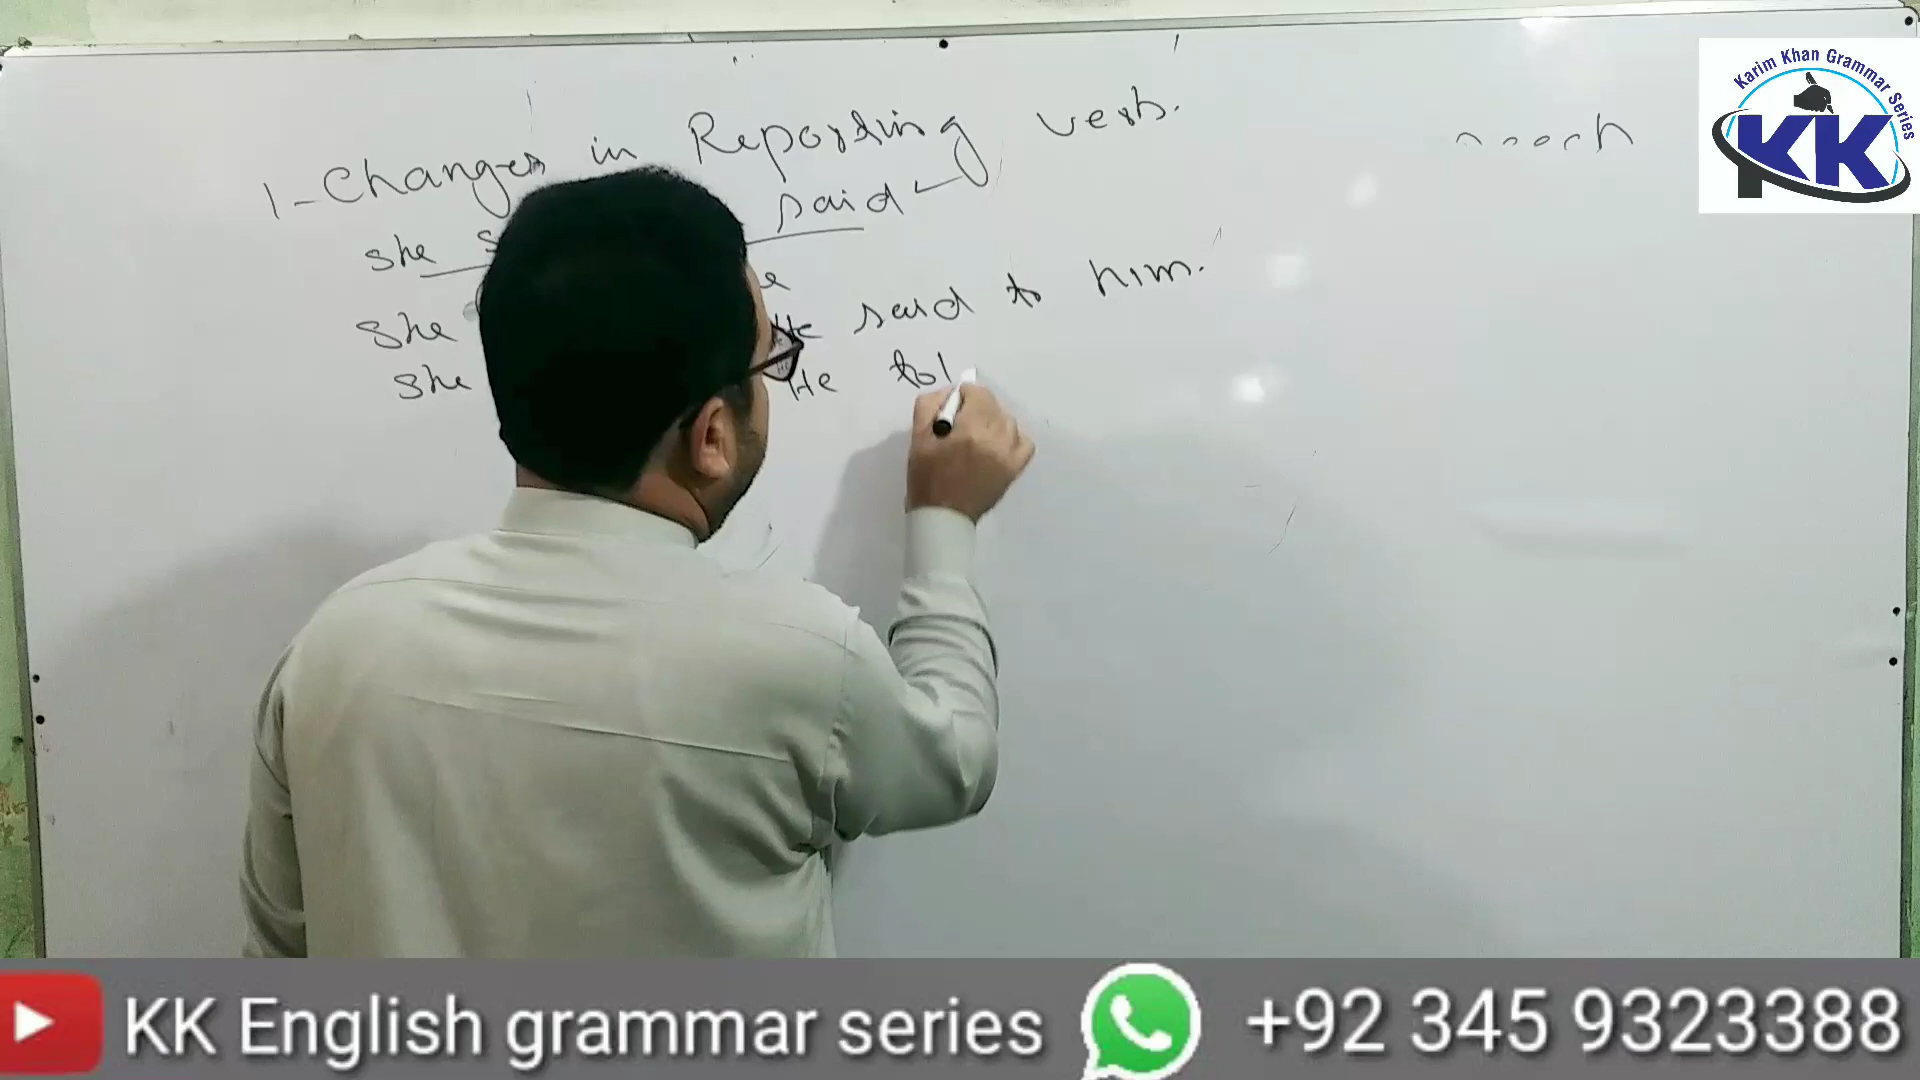 1- Changes in Reporting verb.
she said
she He said to him.
she He tol
Karim Khan Grammar Series
KK
KK English grammar series +92 345 9323388